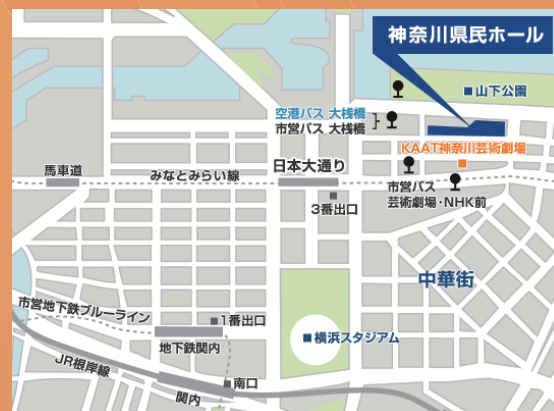 神奈川県民ホール
山下公園
空港バス 大桟橋
市営バス 大桟橋
KAAT神奈川芸術劇場
日本大通り
馬車道
みなとみらい線
市営バス
芸術劇場・NHK前
3番出口
中華街
市営地下鉄ブルーライン
1番出口
横浜スタジアム
地下鉄関内
JR根岸線
南口
関内